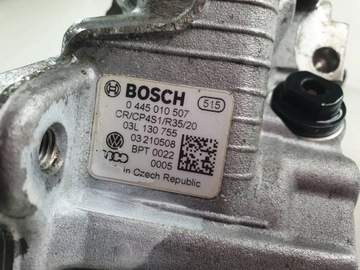 BOSCH
0 445 010 507 515
CR/CP4S1/R35/20
03L 130 755
03210508
BPT 0022
0005
in Czech Republic